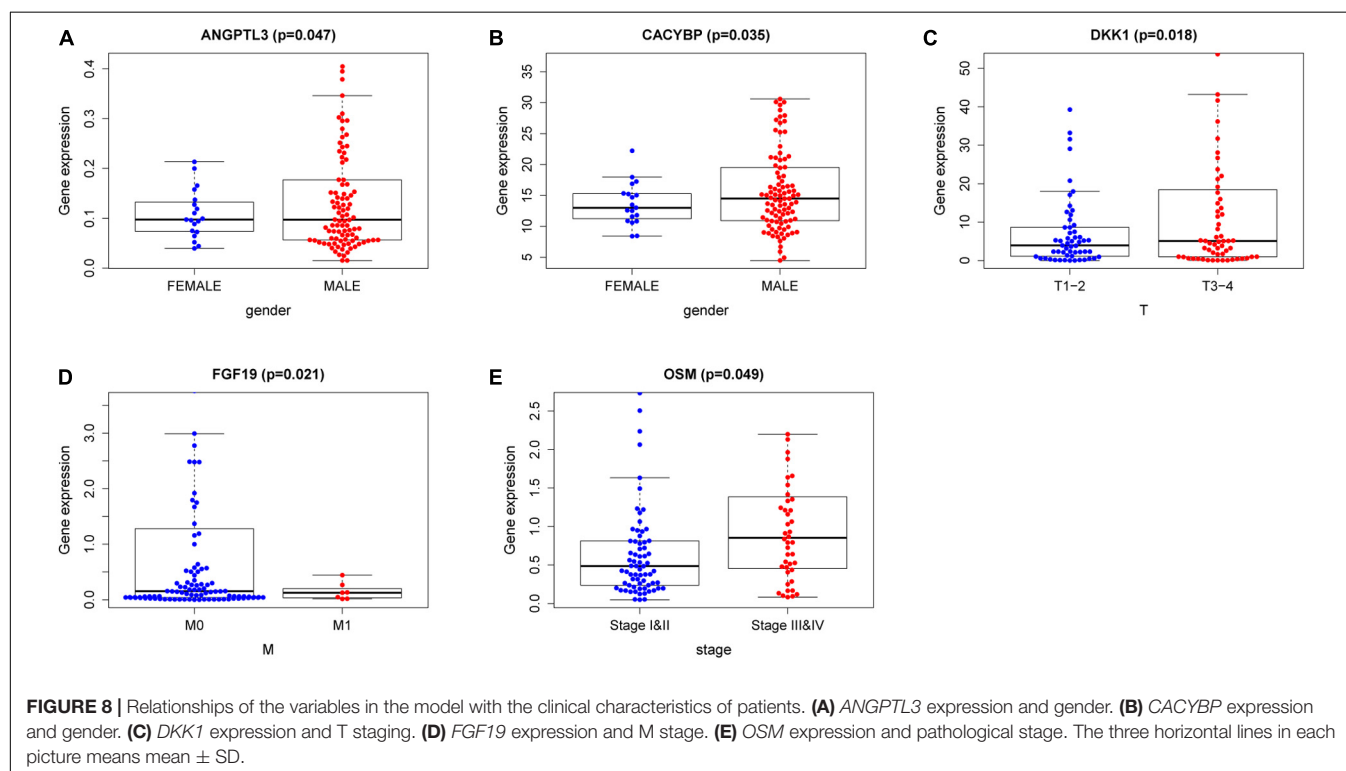 A
ANGPTL3 (p=0.047)
Gene expression
0.4
0.3
0.2
0.1
0.0
FEMALE
MALE
gender
B
CACYBP (p=0.035)
Gene expression
35
30
25
20
15
10
5
FEMALE
MALE
gender
C
DKK1 (p=0.018)
Gene expression
50
40
30
20
10
0
T1−2
T3−4
T
D
FGF19 (p=0.021)
Gene expression
3.0
2.0
1.0
0.0
M0
M1
M
E
OSM (p=0.049)
Gene expression
2.5
2.0
1.5
1.0
0.5
0.0
Stage I&II
Stage III&IV
stage
FIGURE 8 | Relationships of the variables in the model with the clinical characteristics of patients. (A) ANGPTL3 expression and gender. (B) CACYBP expression
and gender. (C) DKK1 expression and T staging. (D) FGF19 expression and M stage. (E) OSM expression and pathological stage. The three horizontal lines in each
picture means mean ± SD.